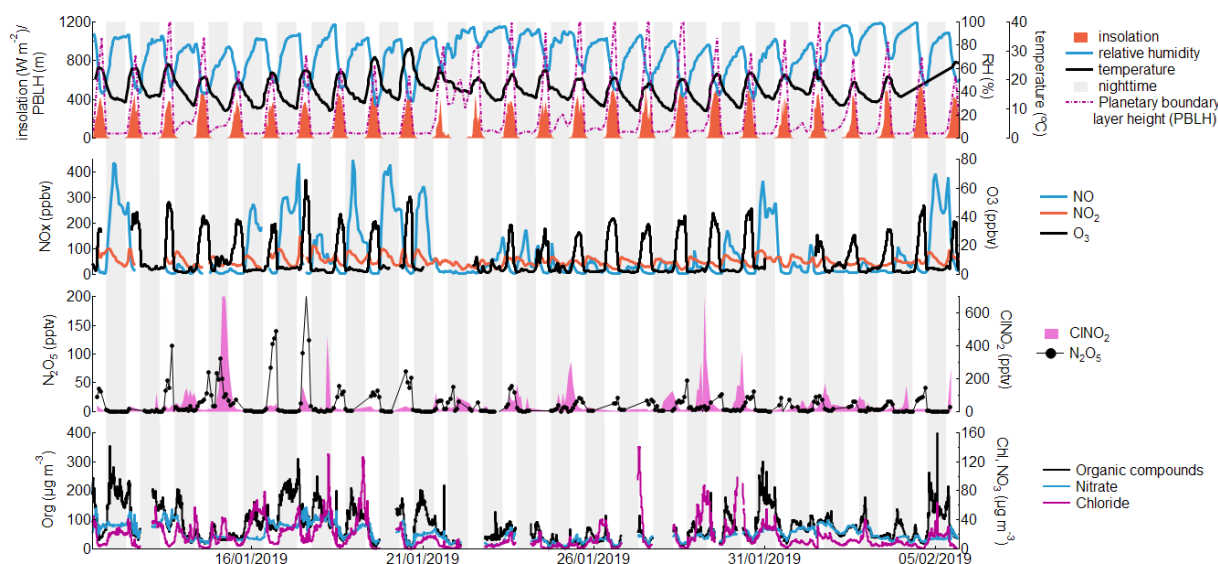 insolation (W m-2)/
PBLH (m)
1200
800
400
0
100
80
60
40
20
0
RH (%)
40
30
20
10
0
temperature (ºC)
insolation
relative humidity
temperature
nighttime
Planetary boundary
layer height (PBLH)
NOx (ppbv)
400
300
200
100
0
80
60
40
20
0
O3 (ppbv)
NO
NO2
O3
N2O5 (pptv)
200
150
100
50
0
600
400
200
0
ClNO2 (pptv)
ClNO2
N2O5
Org (µg m-3)
400
300
200
100
0
160
120
80
40
0
Chl, NO3 (µg m-3)
Organic compounds
Nitrate
Chloride
16/01/2019
21/01/2019
26/01/2019
31/01/2019
05/02/2019